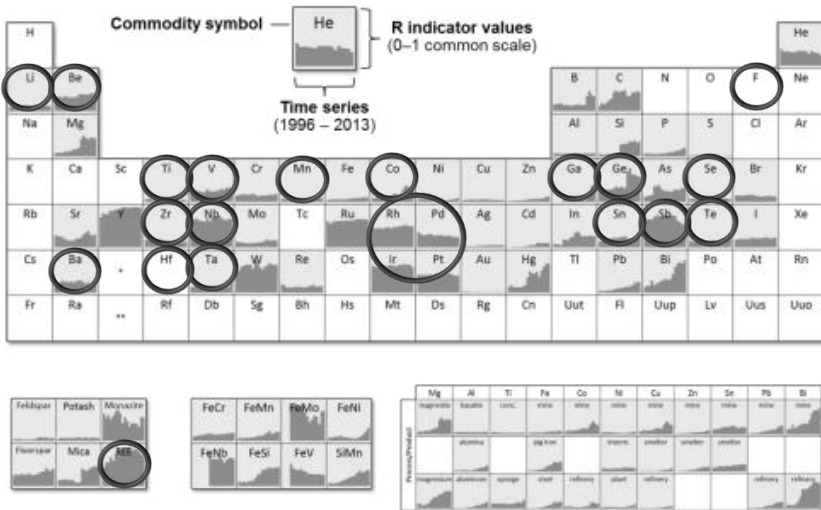 Commodity symbol
He
R indicator values
(0–1 common scale)
Time series
(1996 – 2013)
H He
Li Be B C N O F Ne
Na Mg Al Si P S Cl Ar
K Ca Sc Ti V Cr Mn Fe Co Ni Cu Zn Ga Ge As Se Br Kr
Rb Sr Y Zr Nb Mo Tc Ru Rh Pd Ag Cd In Sn Sb Te I Xe
Cs Ba * Hf Ta W Re Os Ir Pt Au Hg Tl Pb Bi Po At Rn
Fr Ra ** Rf Db Sg Bh Hs Mt Ds Rg Cn Uut Fl Uup Lv Uus Uuo
Feldspar Potash Monazite
Fluorspar Mica REE
FeCr FeMn FeMo FeNi
FeNb FeSi FeV SiMn
Mg Al Ti Fe Co Ni Cu Zn Pb Bi
Process/Product
magnesite bauxite conc. mine mine mine mine mine mine mine mine
alumina pig iron smelter smelter smelter
magnesium aluminum sponge steel refinery plant refinery refinery refinery